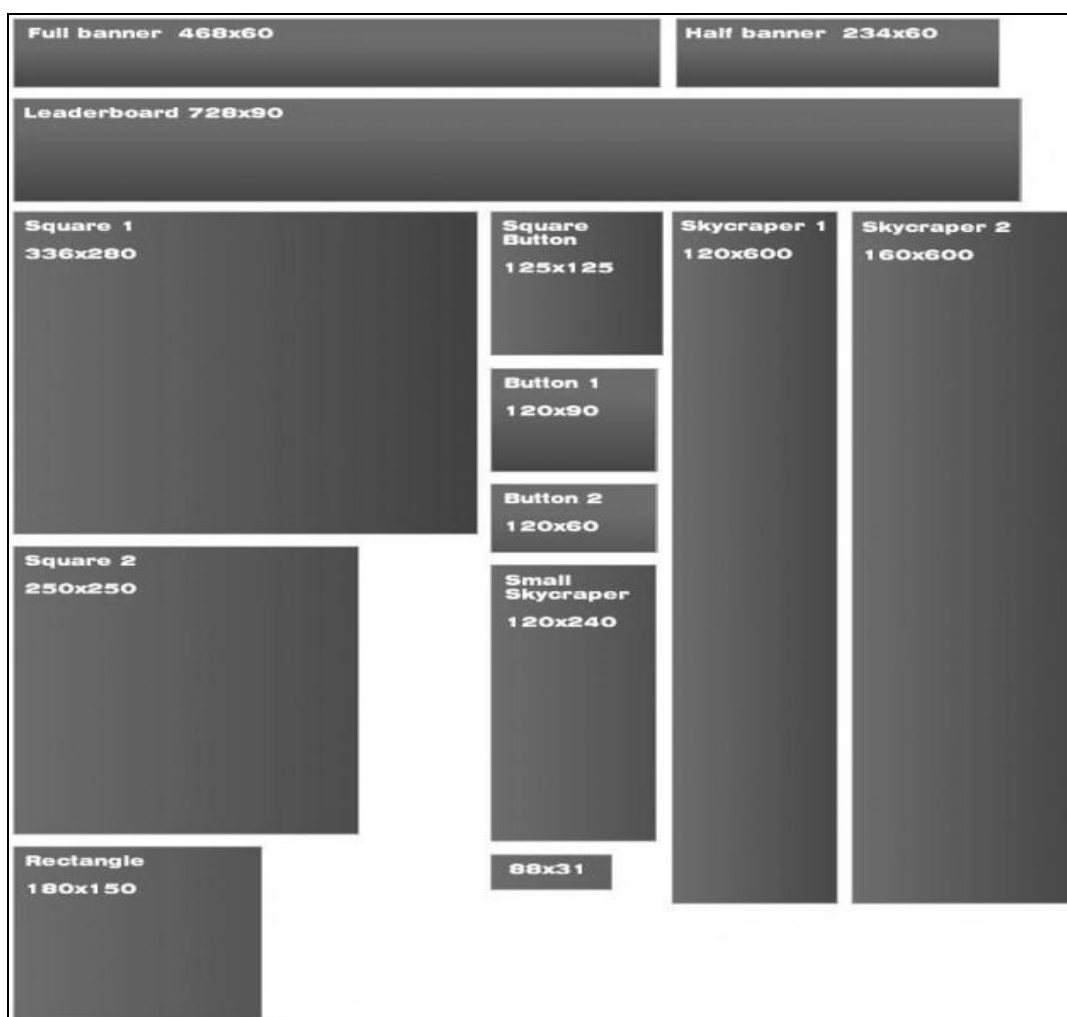 Full banner 468x60
Half banner 234x60
Leaderboard 728x90
Square 1
336x280
Square
Button
125x125
Skycraper 1
120x600
Skycraper 2
160x600
Button 1
120x90
Button 2
120x60
Square 2
250x250
Small
Skycraper
120x240
Rectangle
180x150
88x31